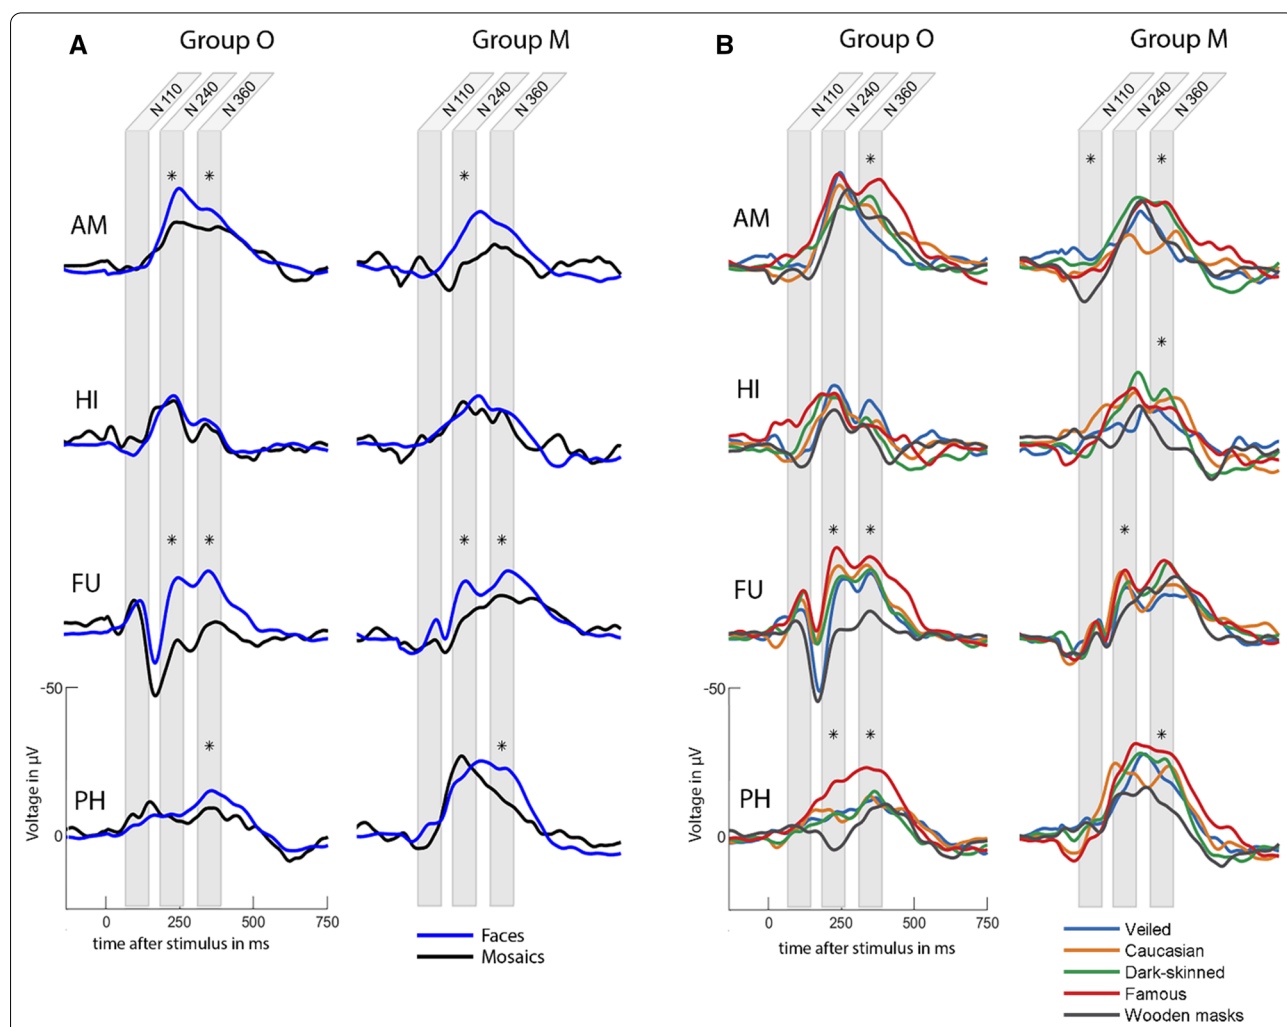 A
Group O
Group M
N 110
N 240
N 360
N 110
N 240
N 360
*
*
*
AM
HI
*
*
*
*
FU
-50
*
*
PH
Voltage in µV
0
0
250
500
750
time after stimulus in ms
Faces
Mosaics
B
Group O
Group M
N 110
N 240
N 360
N 110
N 240
N 360
*
*
*
AM
*
HI
*
*
*
FU
-50
*
*
*
PH
Voltage in µV
0
0
250
500
750
time after stimulus in ms
Veiled
Caucasian
Dark-skinned
Famous
Wooden masks